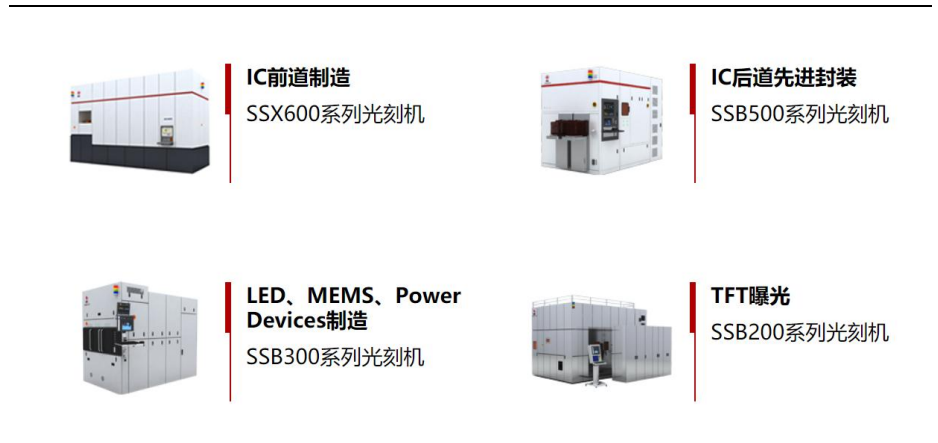 IC前道制造
SSX600系列光刻机
IC后道先进封装
SSB500系列光刻机
LED、MEMS、Power
Devices制造
SSB300系列光刻机
TFT曝光
SSB200系列光刻机